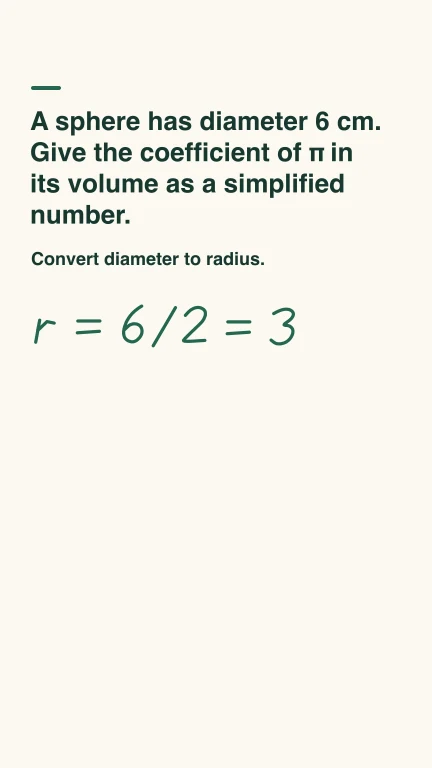 A sphere has diameter 6 cm.
Give the coefficient of π in
its volume as a simplified
number.
Convert diameter to radius.
r = 6/2 = 3